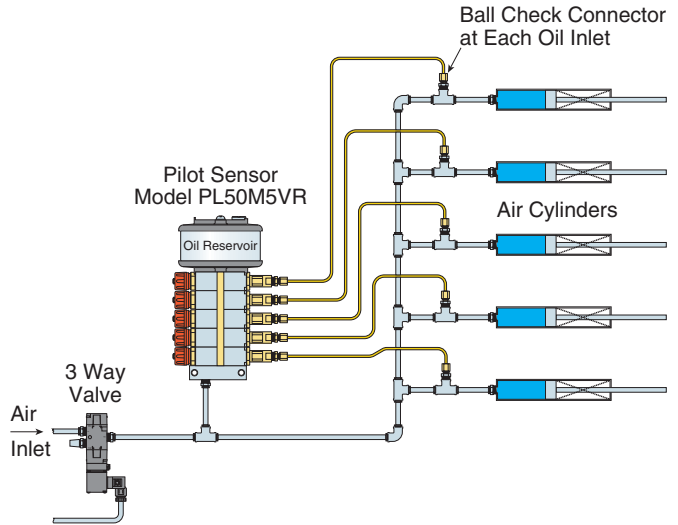 Ball Check Connector
at Each Oil Inlet
Pilot Sensor
Model PL50M5VR
Oil Reservoir
Air Cylinders
3 Way
Valve
Air
Inlet